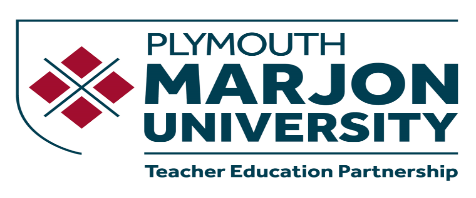 PLYMOUTH
MARJON
UNIVERSITY
Teacher Education Partnership